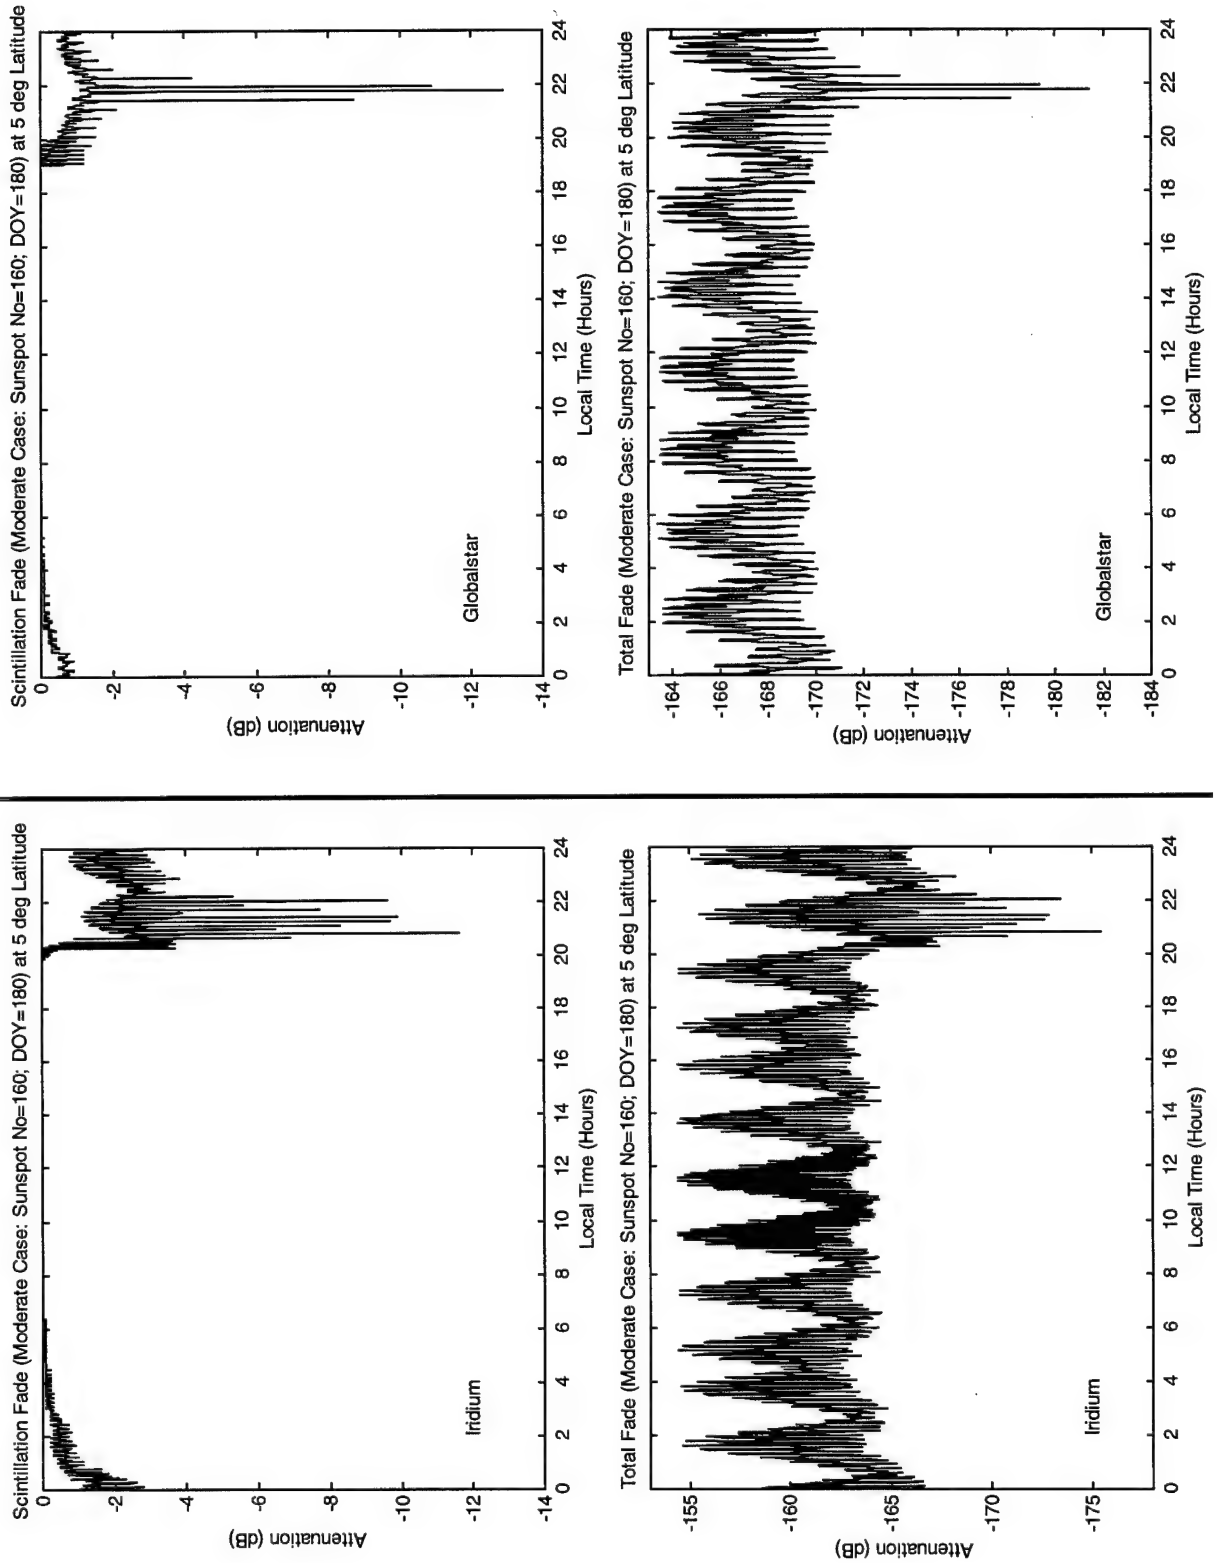 Scintillation Fade (Moderate Case: Sunspot No=160; DOY=180) at 5 deg Latitude
0
-2
-4
-6
-8
-10
-12
-14
Attenuation (dB)
Iridium
0 2 4 6 8 10 12 14 16 18 20 22 24
Local Time (Hours)
Scintillation Fade (Moderate Case: Sunspot No=160; DOY=180) at 5 deg Latitude
0
-2
-4
-6
-8
-10
-12
-14
Attenuation (dB)
Globalstar
0 2 4 6 8 10 12 14 16 18 20 22 24
Local Time (Hours)
Total Fade (Moderate Case: Sunspot No=160; DOY=180) at 5 deg Latitude
-155
-160
-165
-170
-175
Attenuation (dB)
Iridium
0 2 4 6 8 10 12 14 16 18 20 22 24
Local Time (Hours)
Total Fade (Moderate Case: Sunspot No=160; DOY=180) at 5 deg Latitude
-164
-166
-168
-170
-172
-174
-176
-178
-180
-182
-184
Attenuation (dB)
Globalstar
0 2 4 6 8 10 12 14 16 18 20 22 24
Local Time (Hours)